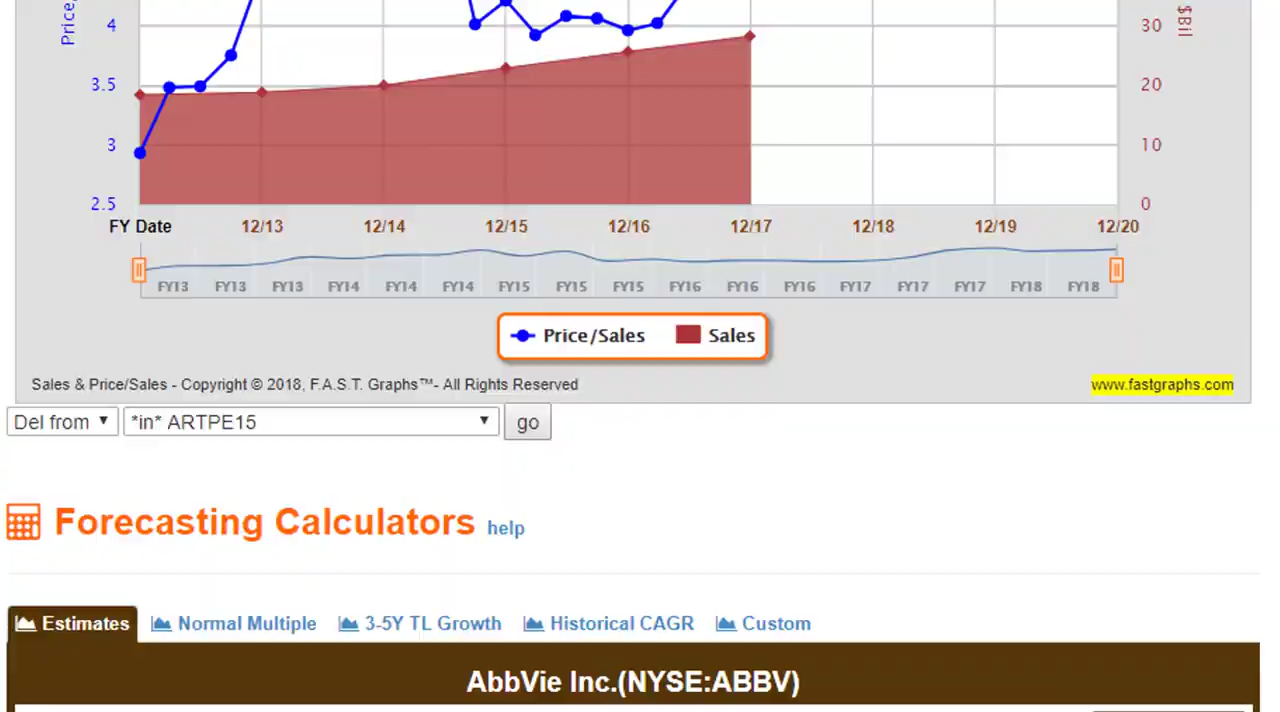 Price,
4
3.5
3
2.5
30
20
10
0
$Bil
FY Date 12/13 12/14 12/15 12/16 12/17 12/18 12/19 12/20
FY13 FY13 FY13 FY14 FY14 FY14 FY15 FY15 FY15 FY16 FY16 FY16 FY17 FY17 FY17 FY18 FY18
Price/Sales Sales
Sales & Price/Sales - Copyright © 2018, F.A.S.T. Graphs™- All Rights Reserved www.fastgraphs.com
Del from *in* ARTPE15 go
Forecasting Calculators help
Estimates Normal Multiple 3-5Y TL Growth Historical CAGR Custom
AbbVie Inc.(NYSE:ABBV)